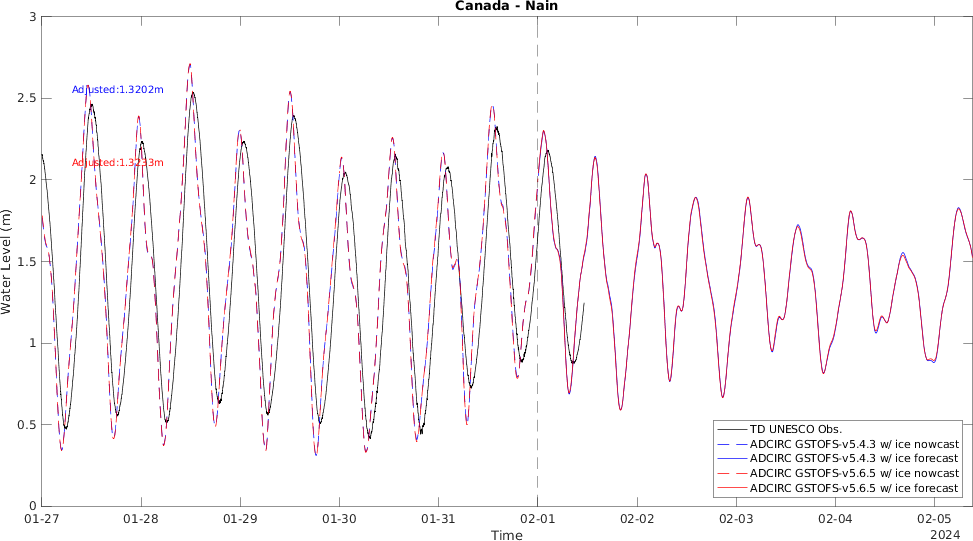 Canada - Nain
3
2.5
2
1.5
1
0.5
0
Water Level (m)
Adjusted:1.3202m
Adjusted:1.3233m
TD UNESCO Obs.
ADCIRC GSTOFS-v5.4.3 w/ ice nowcast
ADCIRC GSTOFS-v5.4.3 w/ ice forecast
ADCIRC GSTOFS-v5.6.5 w/ ice nowcast
ADCIRC GSTOFS-v5.6.5 w/ ice forecast
01-27 01-28 01-29 01-30 01-31 02-01 02-02 02-03 02-04 02-05
Time
2024